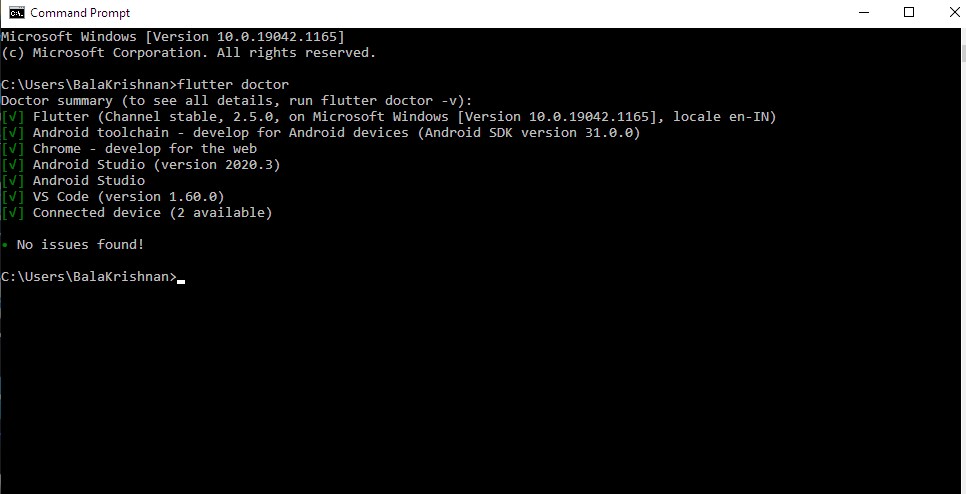 Command Prompt
Microsoft Windows [Version 10.0.19042.1165]
(c) Microsoft Corporation. All rights reserved.
C:\Users\BalaKrishnan>flutter doctor
Doctor summary (to see all details, run flutter doctor -v):
[√] Flutter (Channel stable, 2.5.0, on Microsoft Windows [Version 10.0.19042.1165], locale en-IN)
[√] Android toolchain - develop for Android devices (Android SDK version 31.0.0)
[√] Chrome - develop for the web
[√] Android Studio (version 2020.3)
[√] Android Studio
[√] VS Code (version 1.60.0)
[√] Connected device (2 available)
• No issues found!
C:\Users\BalaKrishnan>